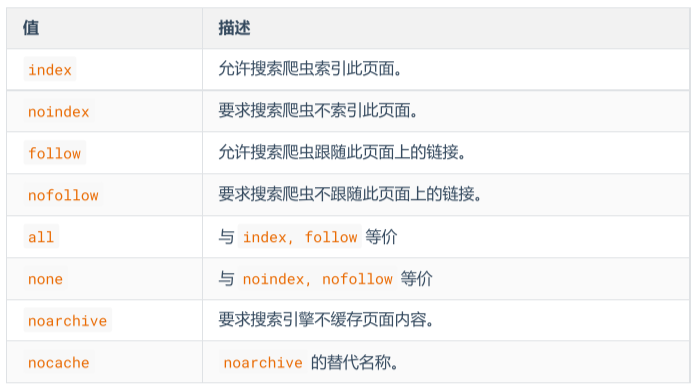 值 描述
index 允许搜索爬虫索引此页面。
noindex 要求搜索爬虫不索引此页面。
follow 允许搜索爬虫跟随此页面上的链接。
nofollow 要求搜索爬虫不跟随此页面上的链接。
all 与 index, follow 等价
none 与 noindex, nofollow 等价
noarchive 要求搜索引擎不缓存页面内容。
nocache noarchive 的替代名称。